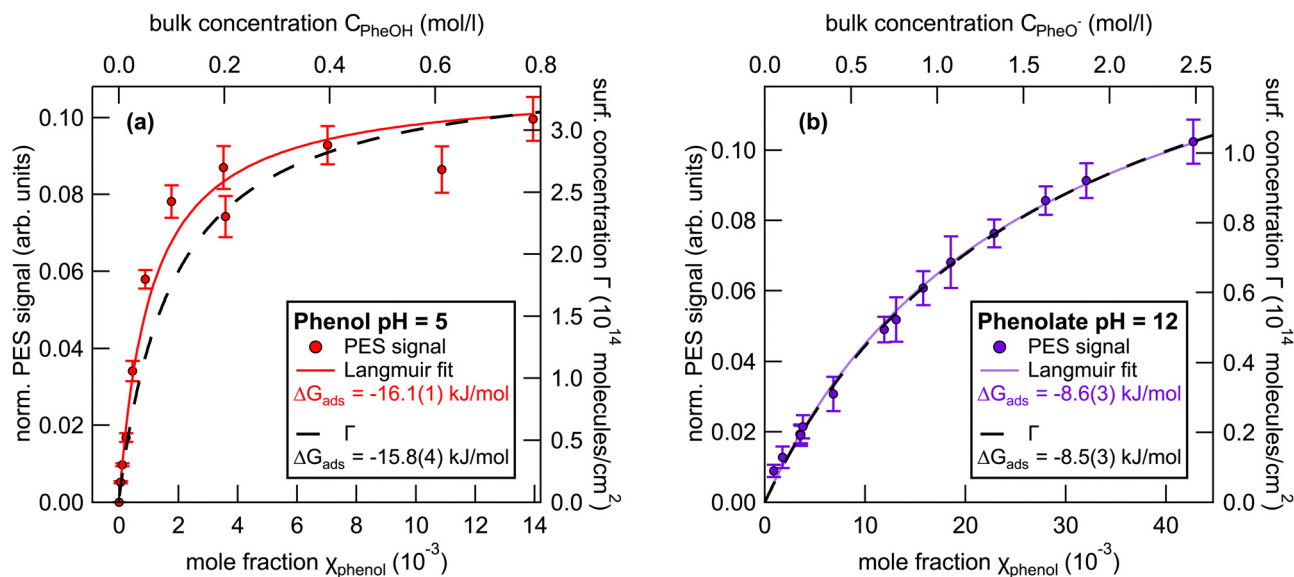 bulk concentration C_PheOH (mol/l)
0.0 0.2 0.4 0.6 0.8
(a)
norm. PES signal (arb. units)
0.10
0.08
0.06
0.04
0.02
0.00
surf. concentration Γ (10^14 molecules/cm^2)
3.0
2.5
2.0
1.5
1.0
0.5
0.0
Phenol pH = 5
PES signal
Langmuir fit
ΔG_ads = -16.1(1) kJ/mol
Γ
ΔG_ads = -15.8(4) kJ/mol
0 2 4 6 8 10 12 14
mole fraction χ_phenol (10^-3)
bulk concentration C_PheO^- (mol/l)
0.0 0.5 1.0 1.5 2.0 2.5
(b)
norm. PES signal (arb. units)
0.10
0.08
0.06
0.04
0.02
0.00
surf. concentration Γ (10^14 molecules/cm^2)
1.0
0.8
0.6
0.4
0.2
0.0
Phenolate pH = 12
PES signal
Langmuir fit
ΔG_ads = -8.6(3) kJ/mol
Γ
ΔG_ads = -8.5(3) kJ/mol
0 10 20 30 40
mole fraction χ_phenol (10^-3)